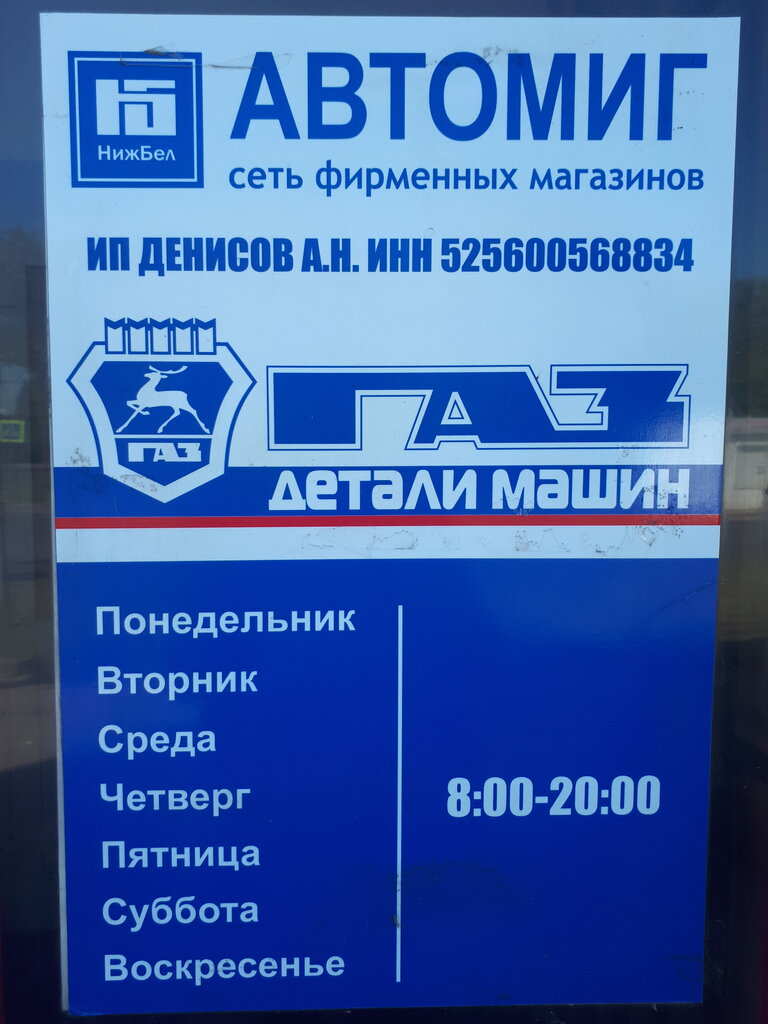 НижБел
АВТОМИГ
сеть фирменных магазинов
ИП ДЕНИСОВ А.Н. ИНН 525600568834
ГАЗ
ГАЗ
детали машин
Понедельник
Вторник
Среда
Четверг
8:00-20:00
Пятница
Суббота
Воскресенье